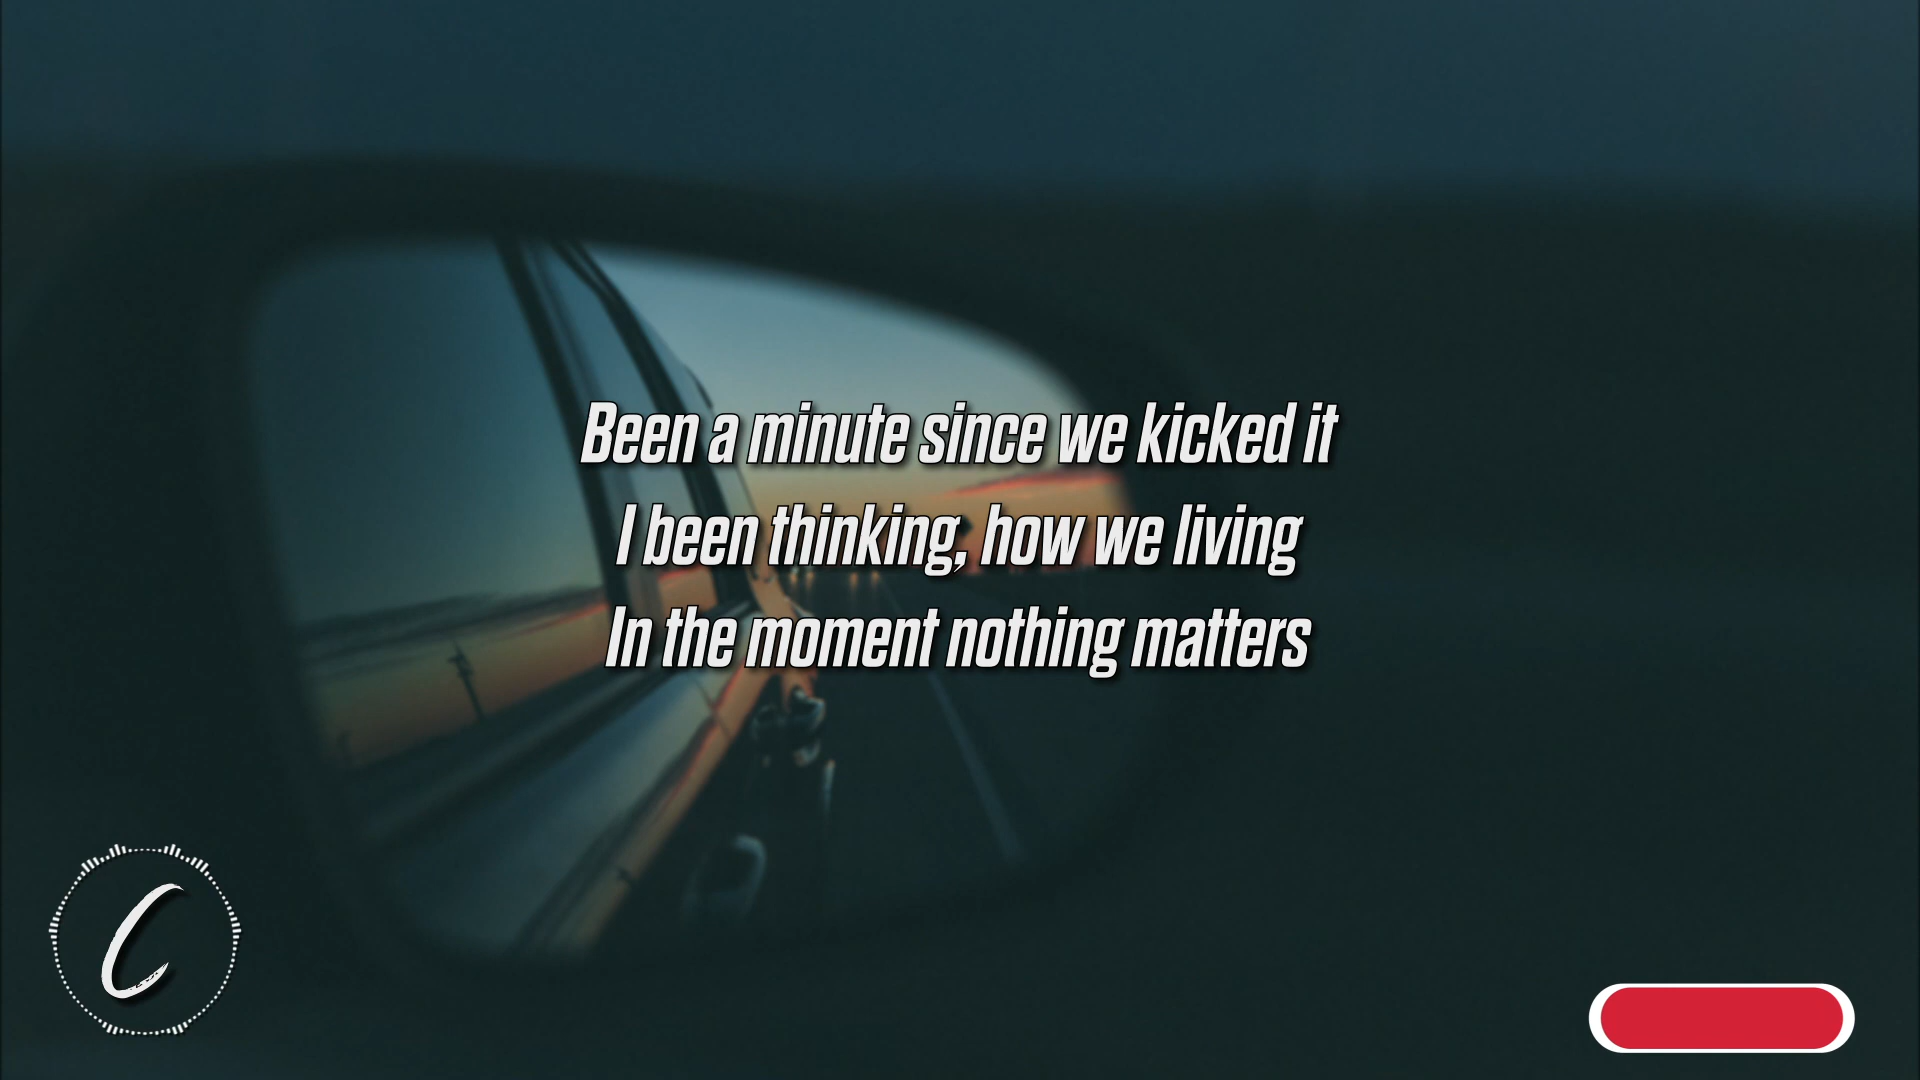 Been a minute since we kicked it
I been thinking, how we living
In the moment nothing matters
C